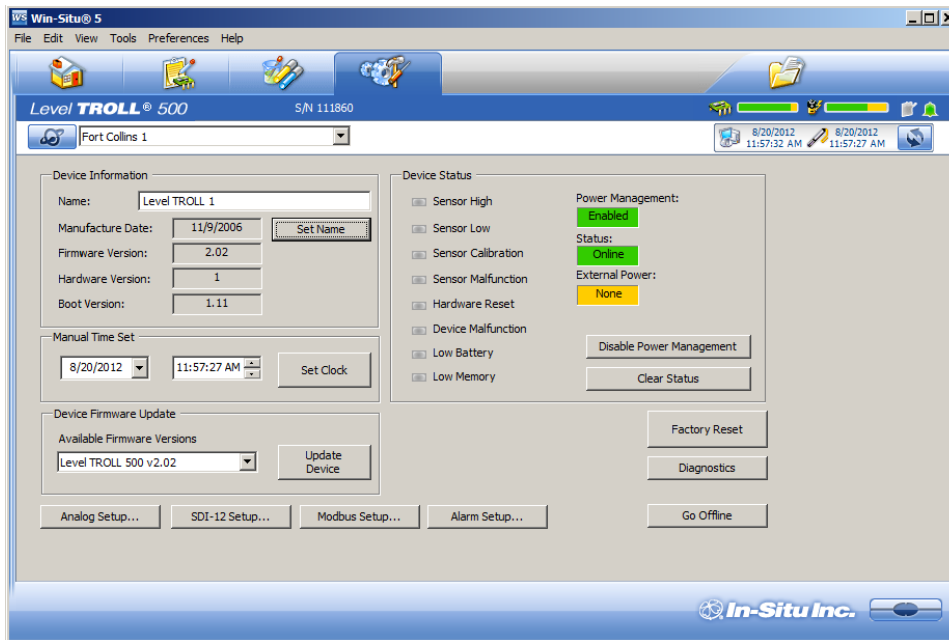 WS Win-Situ® 5
File Edit View Tools Preferences Help
Level TROLL® 500 S/N 111860
Fort Collins 1
8/20/2012 11:57:32 AM
8/20/2012 11:57:27 AM
Device Information
Name: Level TROLL 1
Manufacture Date: 11/9/2006 Set Name
Firmware Version: 2.02
Hardware Version: 1
Boot Version: 1.11
Manual Time Set
8/20/2012 11:57:27 AM Set Clock
Device Firmware Update
Available Firmware Versions
Level TROLL 500 v2.02
Update
Device
Device Status
Sensor High
Sensor Low
Sensor Calibration
Sensor Malfunction
Hardware Reset
Device Malfunction
Low Battery
Low Memory
Power Management:
Enabled
Status:
Online
External Power:
None
Disable Power Management
Clear Status
Factory Reset
Diagnostics
Analog Setup... SDI-12 Setup... Modbus Setup... Alarm Setup... Go Offline
In-Situ Inc.